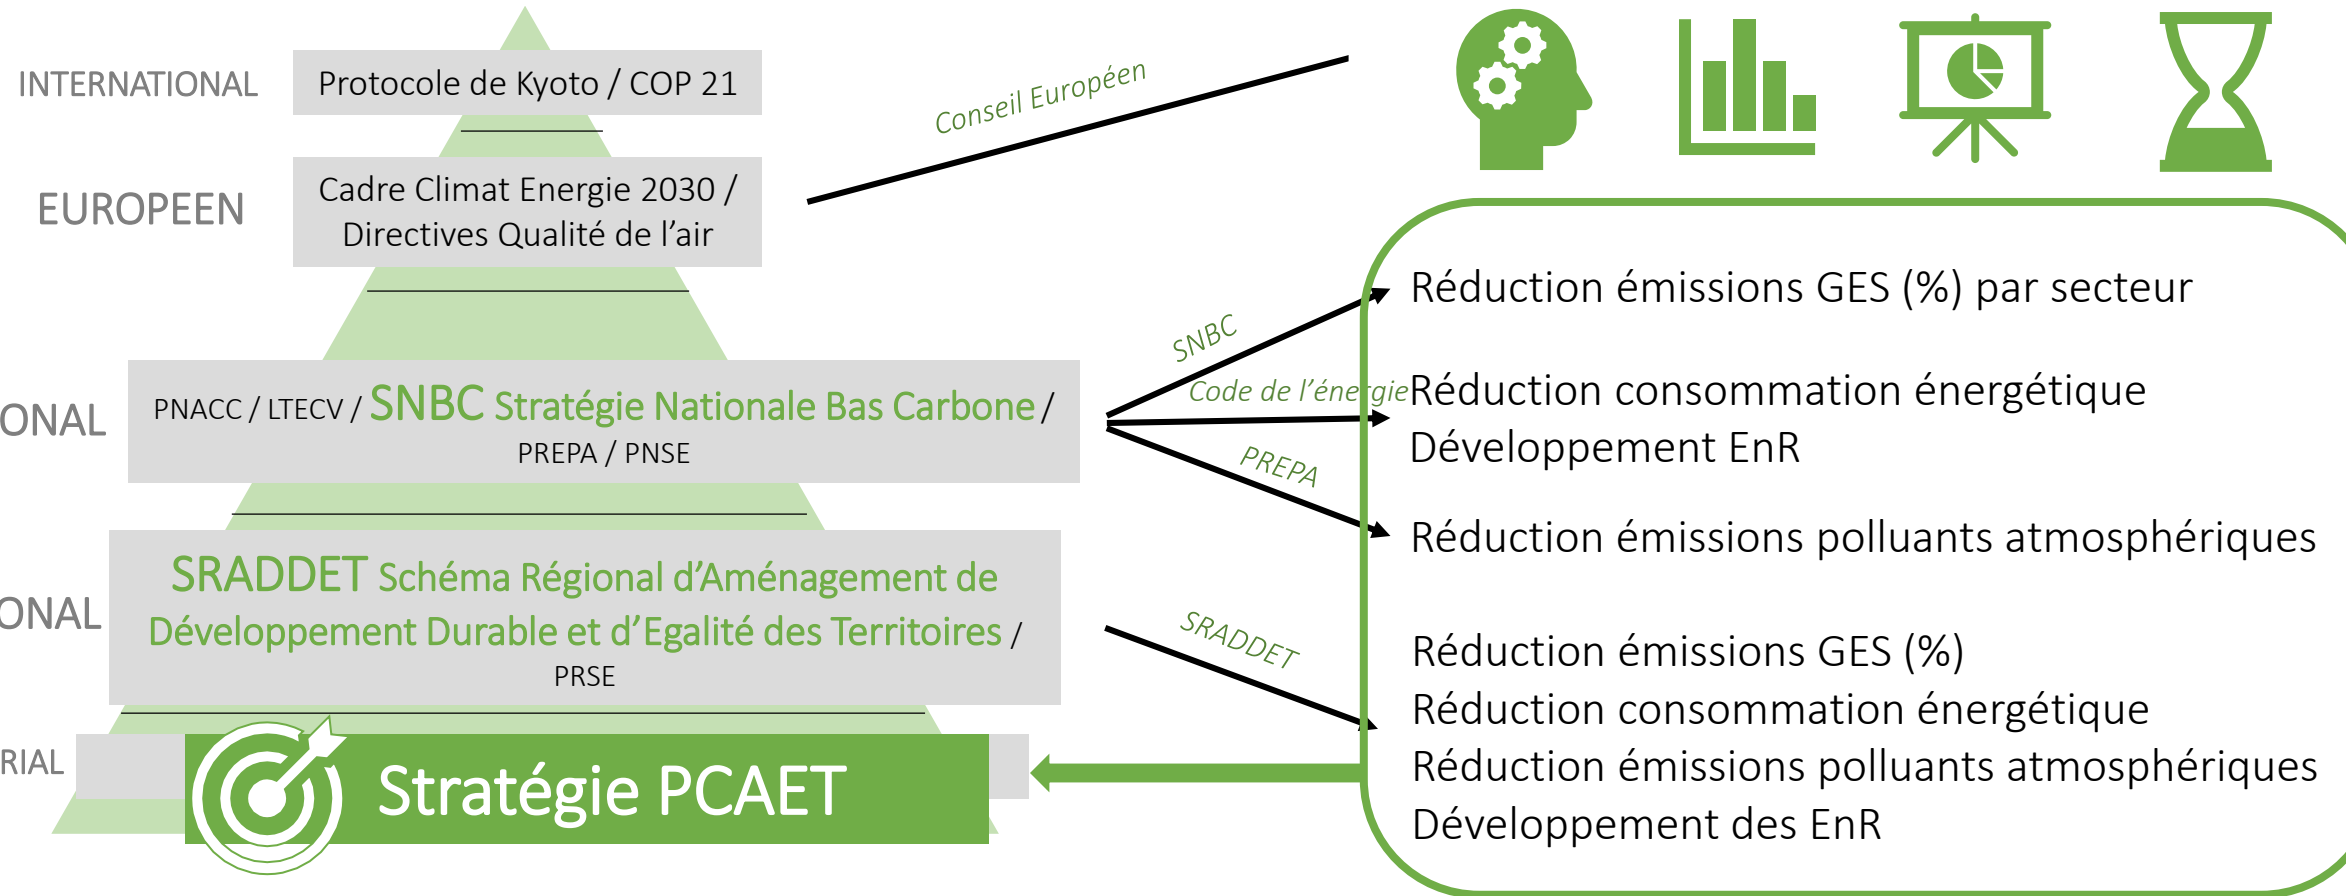 INTERNATIONAL
Protocole de Kyoto / COP 21
Conseil Européen
EUROPEEN
Cadre Climat Energie 2030 /
Directives Qualité de l’air
ONAL
PNACC / LTECV / SNBC Stratégie Nationale Bas Carbone /
PREPA / PNSE
SNBC
Code de l’énergie
PREPA
Réduction émissions GES (%) par secteur
Réduction consommation énergétique
Développement EnR
Réduction émissions polluants atmosphériques
ONAL
SRADDET Schéma Régional d’Aménagement de
Développement Durable et d’Egalité des Territoires /
PRSE
SRADDET
Réduction émissions GES (%)
Réduction consommation énergétique
Réduction émissions polluants atmosphériques
Développement des EnR
RIAL
Stratégie PCAET